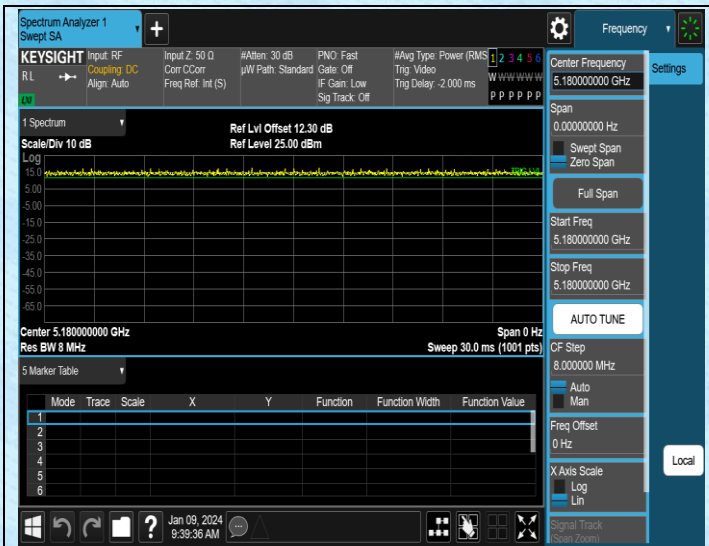 Spectrum Analyzer 1
Swept SA
Frequency
KEYSIGHT
RL
LXI
Input: RF
Coupling: DC
Align: Auto
Input Z: 50 Ω
Corr CCorr
Freq Ref: Int (S)
#Atten: 30 dB
µW Path: Standard
PNO: Fast
Gate: Off
IF Gain: Low
Sig Track: Off
#Avg Type: Power (RMS
Trig: Video
Trig Delay: -2.000 ms
1 2 3 4 5 6
W W W W W W
P P P P P P
1 Spectrum
Scale/Div 10 dB
Ref Lvl Offset 12.30 dB
Ref Level 25.00 dBm
Log
15.0
5.00
-5.00
-15.0
-25.0
-35.0
-45.0
-55.0
-65.0
TRIG LVL
Center 5.180000000 GHz
Span 0 Hz
Res BW 8 MHz
Sweep 30.0 ms (1001 pts)
5 Marker Table
Mode Trace Scale X Y Function Function Width Function Value
1
2
3
4
5
6
Jan 09, 2024
9:39:36 AM
Center Frequency
5.180000000 GHz
Span
0.00000000 Hz
Swept Span
Zero Span
Full Span
Start Freq
5.180000000 GHz
Stop Freq
5.180000000 GHz
AUTO TUNE
CF Step
8.000000 MHz
Auto
Man
Freq Offset
0 Hz
X Axis Scale
Log
Lin
Signal Track
(Span Zoom)
Settings
Local